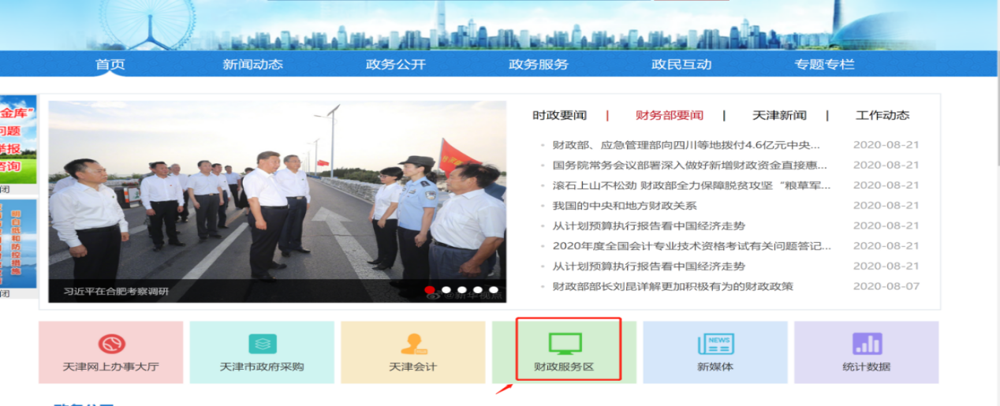 首页
新闻动态
政务公开
政务服务
政民互动
专题专栏
金库”
问题
举报
咨询
闭
闭
习近平在合肥考察调研
@新华视点
时政要闻 | 财务部要闻 | 天津新闻 | 工作动态
财政部、应急管理部向四川等地拨付4.6亿元中央... 2020-08-21
国务院常务会议部署深入做好新增财政资金直接惠... 2020-08-21
滚石上山不松劲 财政部全力保障脱贫攻坚“粮草军... 2020-08-21
我国的中央和地方财政关系 2020-08-21
从计划预算执行报告看中国经济走势 2020-08-21
2020年度全国会计专业技术资格考试有关问题答记... 2020-08-21
从计划预算执行报告看中国经济走势 2020-08-21
财政部部长刘昆详解更加积极有为的财政政策 2020-08-07
天津网上办事大厅
天津市政府采购
天津会计
财政服务区
NEWS
新媒体
统计数据